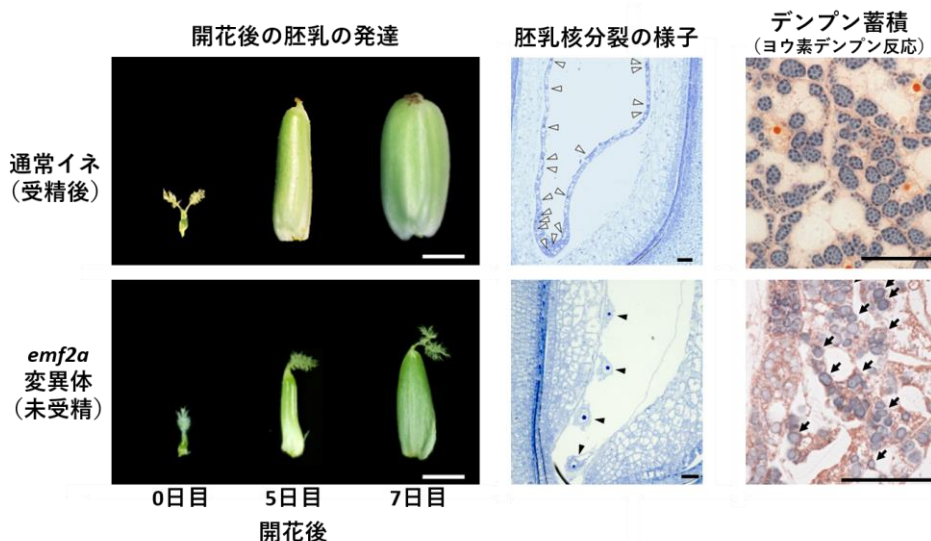 開花後の胚乳の発達
胚乳核分裂の様子
デンプン蓄積
(ヨウ素デンプン反応)
通常イネ
(受精後)
emf2a
変異体
(未受精)
0日目
5日目
7日目
開花後